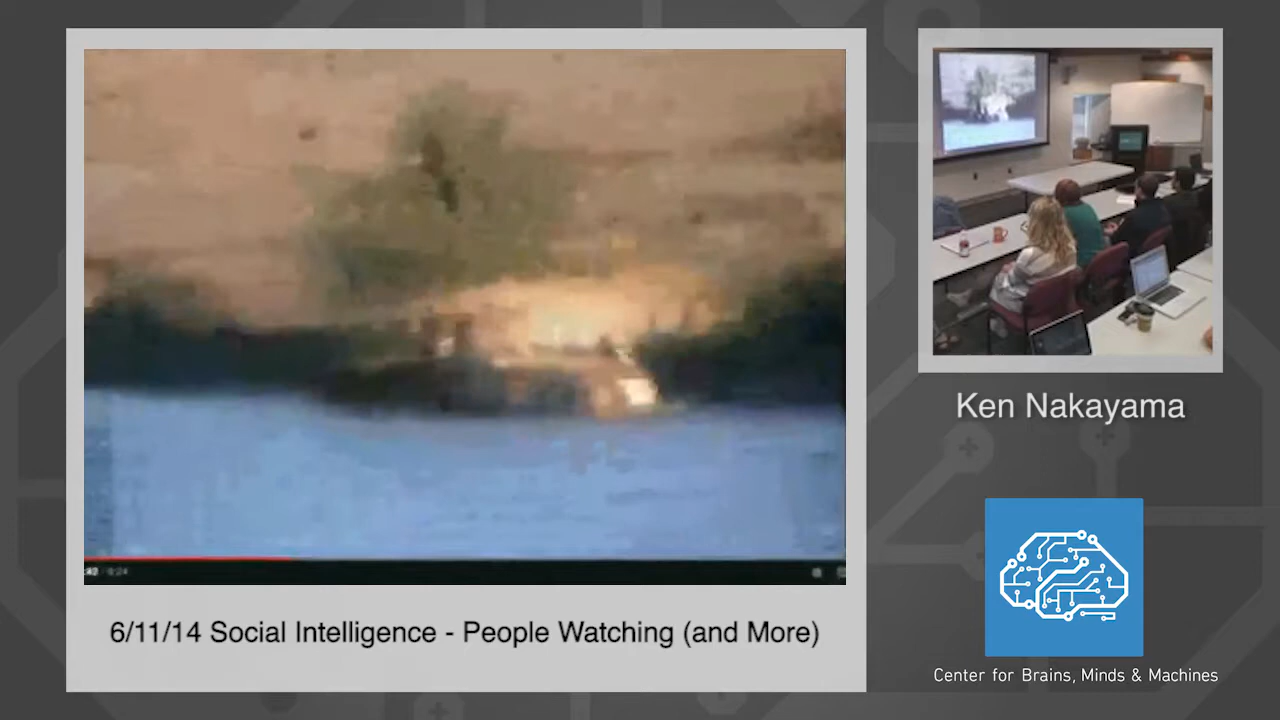 6/11/14 Social Intelligence - People Watching (and More)
Ken Nakayama
Center for Brains, Minds & Machines